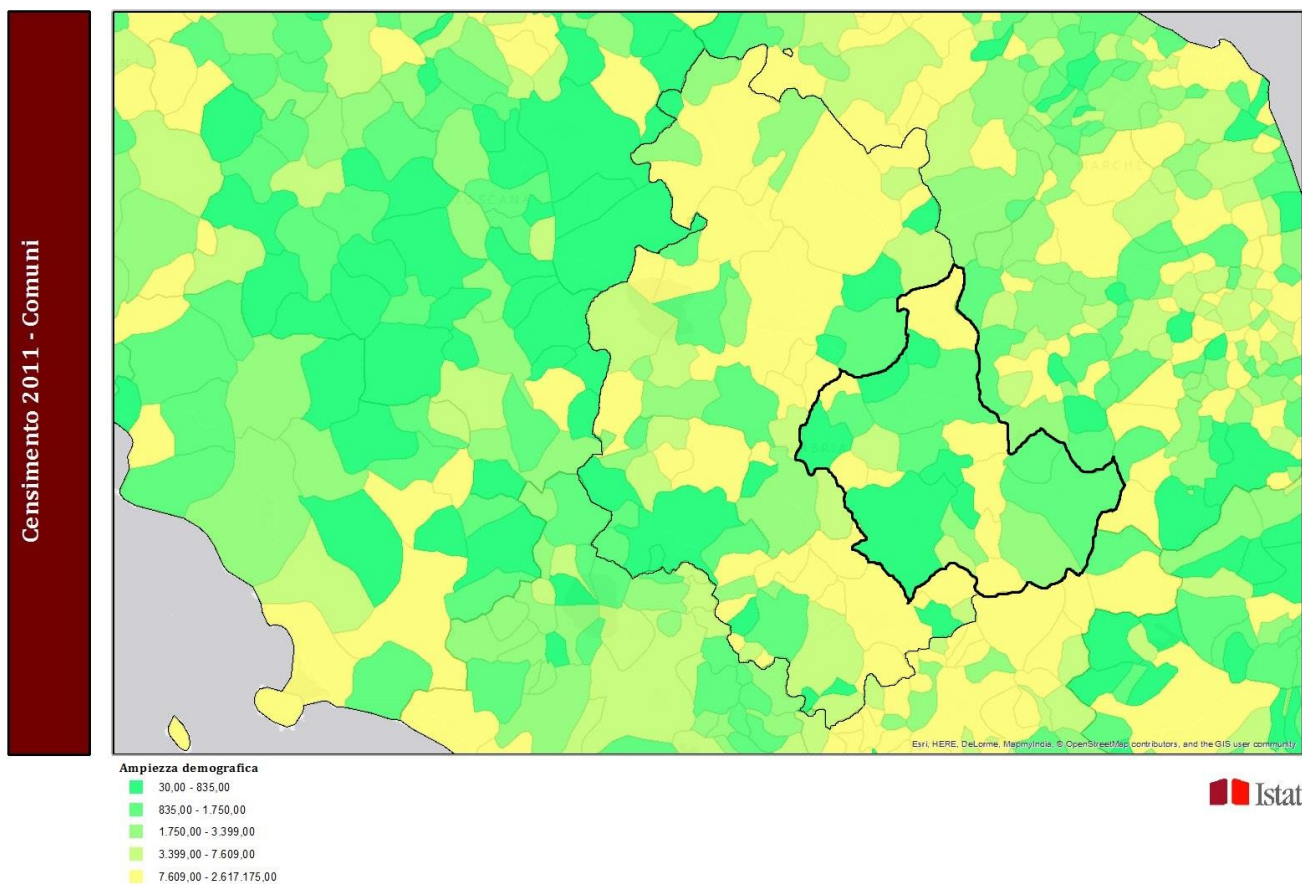 Censimento 2011 - Comuni
MARCHE
Esri, HERE, DeLorme, MapmyIndia, © OpenStreetMap contributors, and the GIS user community
Ampiezza demografica
30,00 - 835,00
835,00 - 1.750,00
1.750,00 - 3.399,00
3.399,00 - 7.609,00
7.609,00 - 2.617.175,00
Istat